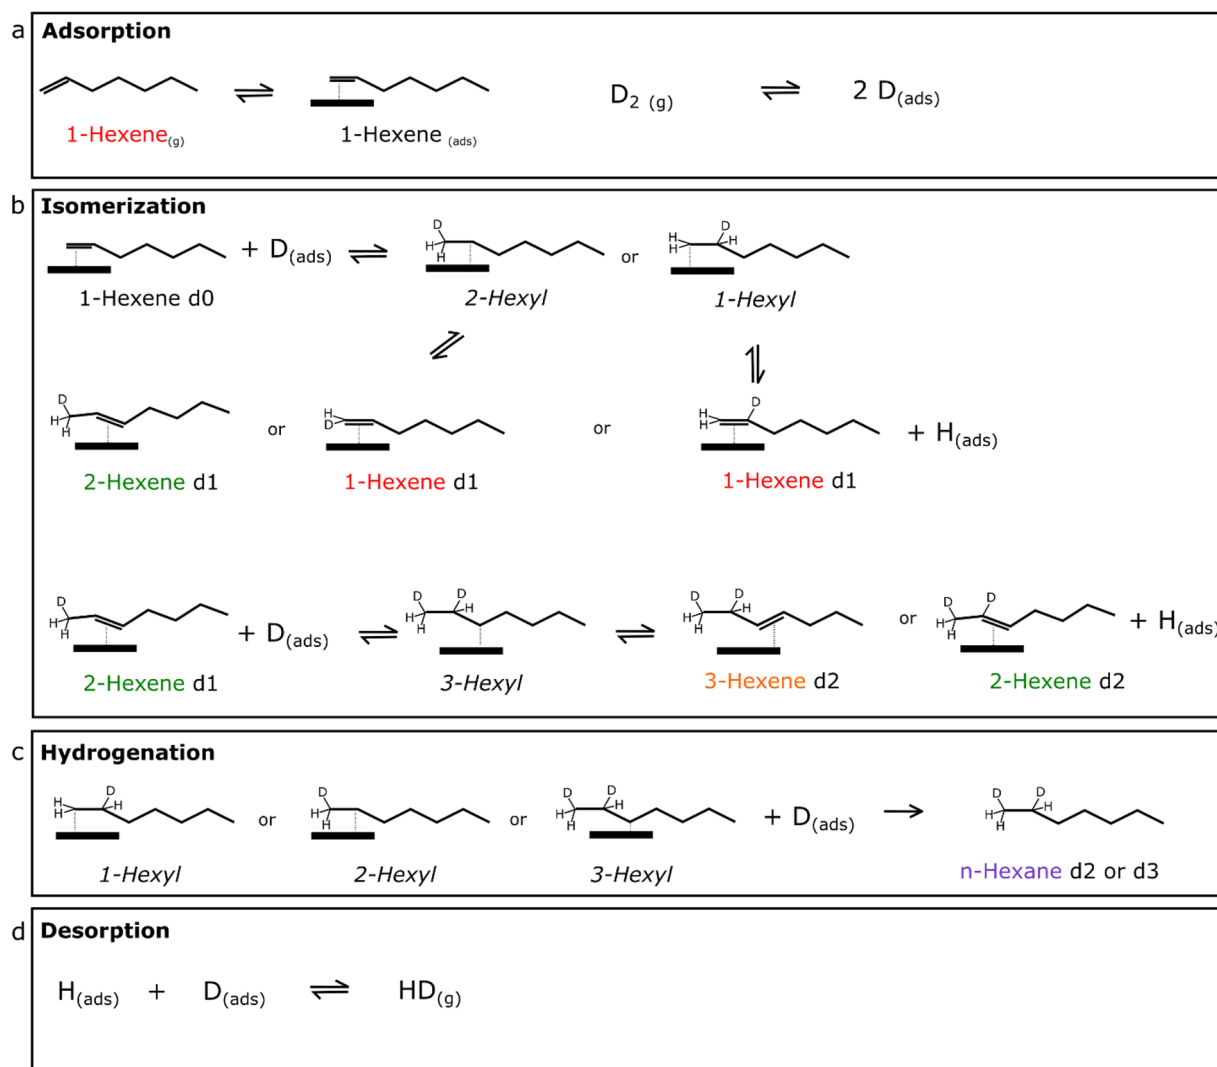 a
Adsorption
1-Hexene(g)
1-Hexene (ads)
D2 (g)
2 D(ads)
b
Isomerization
+ D(ads)
D
H
H
or
D
H
H
H
1-Hexene d0
2-Hexyl
1-Hexyl
D
H
H
or
H
D
or
H
H
D
+ H(ads)
2-Hexene d1
1-Hexene d1
1-Hexene d1
D
H
H
+ D(ads)
D
D
H
H
H
D
D
H
H
H
or
D
D
H
H
+ H(ads)
2-Hexene d1
3-Hexyl
3-Hexene d2
2-Hexene d2
c
Hydrogenation
H
H
D
H
or
D
H
H
or
D
D
H
H
H
+ D(ads)
D
D
H
H
H
1-Hexyl
2-Hexyl
3-Hexyl
n-Hexane d2 or d3
d
Desorption
H(ads) + D(ads)
HD(g)